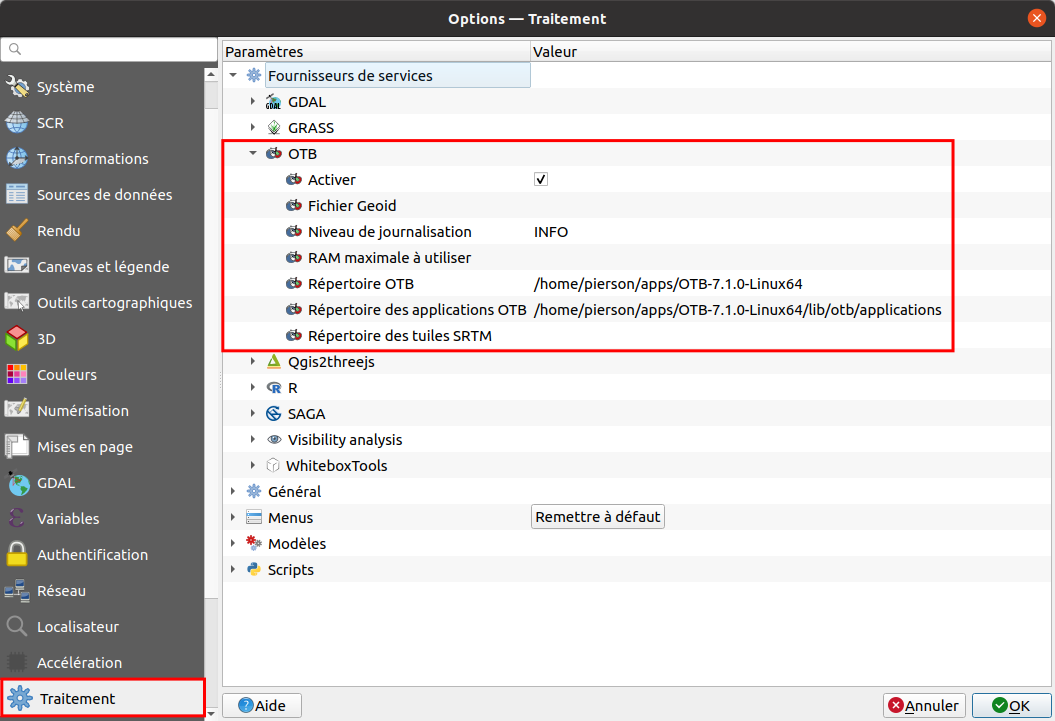 Options — Traitement
Système
SCR
Transformations
Sources de données
Rendu
Canevas et légende
Outils cartographiques
3D
Couleurs
Numérisation
Mises en page
GDAL
Variables
Authentification
Réseau
Localisateur
Accélération
Traitement
Paramètres Valeur
Fournisseurs de services
GDAL
GRASS
OTB
Activer
Fichier Geoid
Niveau de journalisation INFO
RAM maximale à utiliser
Répertoire OTB /home/pierson/apps/OTB-7.1.0-Linux64
Répertoire des applications OTB /home/pierson/apps/OTB-7.1.0-Linux64/lib/otb/applications
Répertoire des tuiles SRTM
Qgis2threejs
R
SAGA
Visibility analysis
WhiteboxTools
Général
Menus Remettre à défaut
Modèles
Scripts
Aide Annuler OK